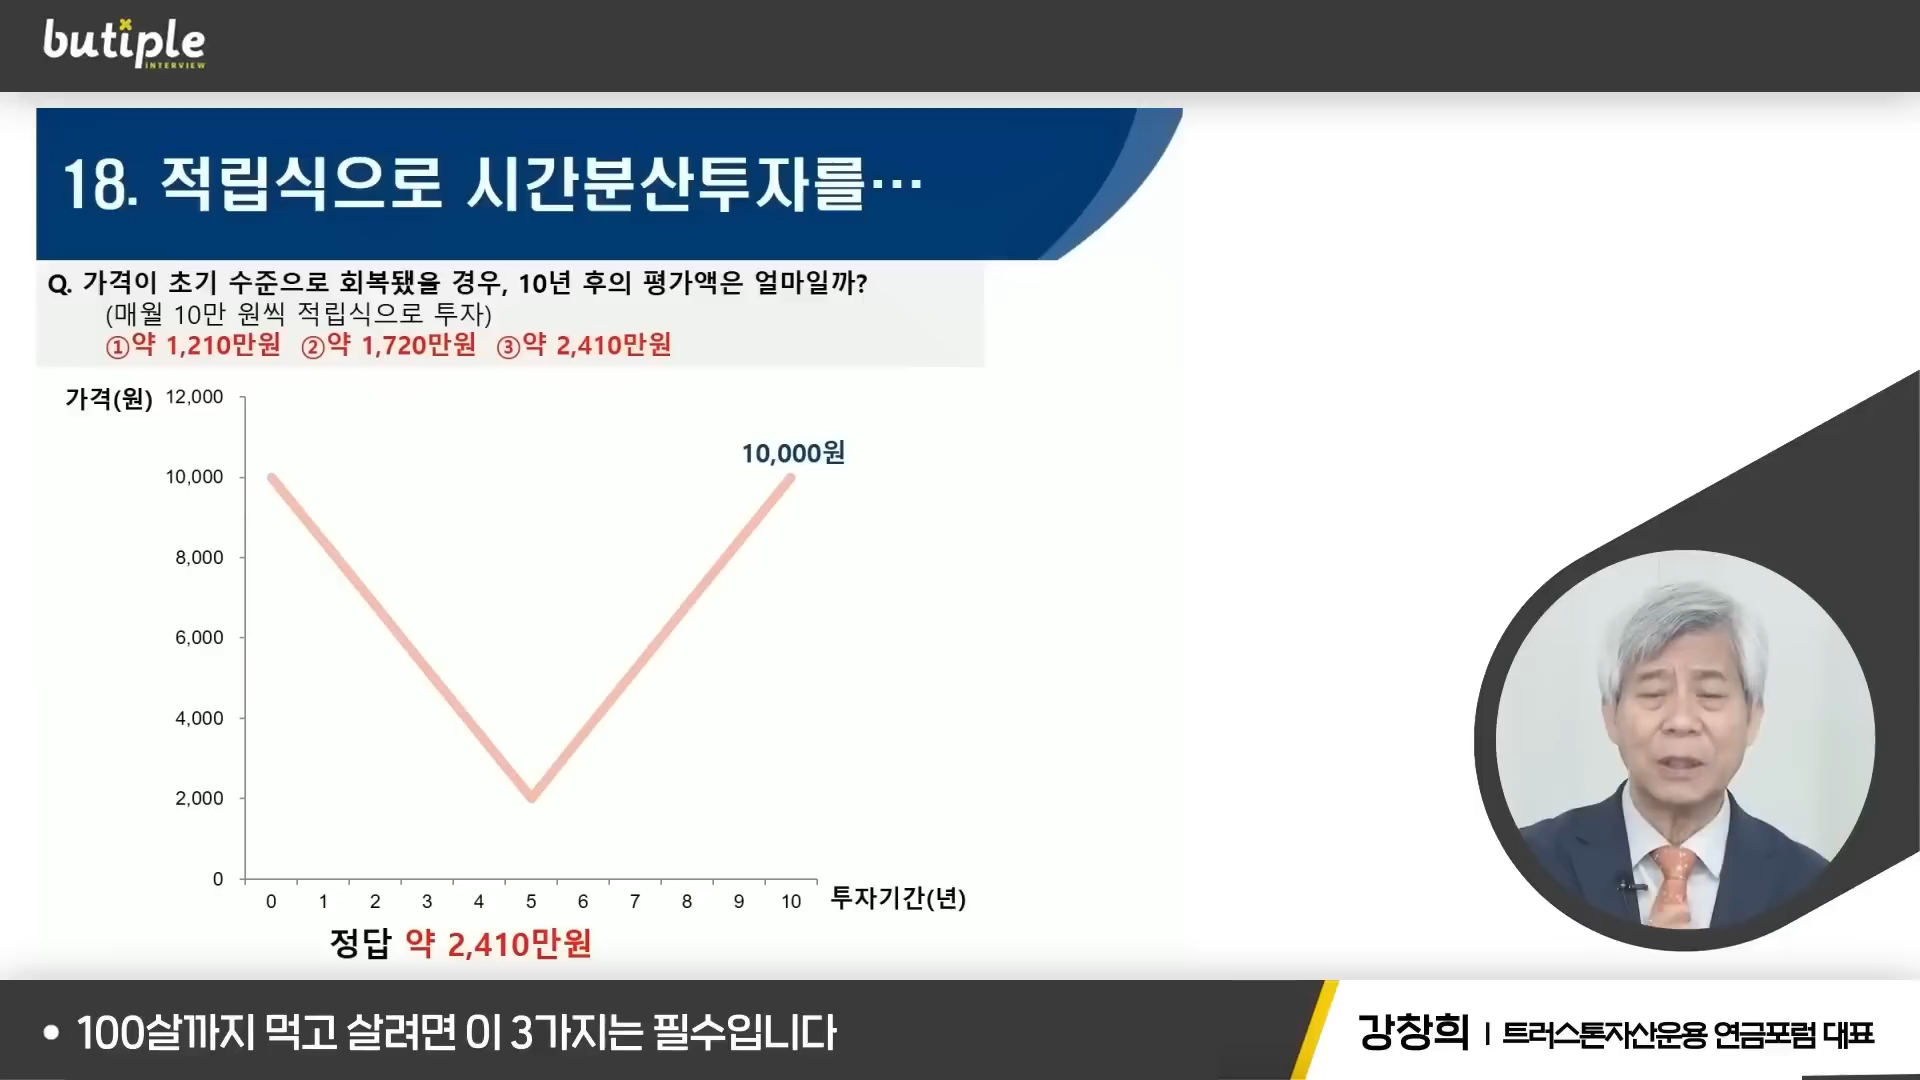 butiple
INTERVIEW
18. 적립식으로 시간분산투자를…
Q. 가격이 초기 수준으로 회복됐을 경우, 10년 후의 평가액은 얼마일까?
(매월 10만 원씩 적립식으로 투자)
①약 1,210만원 ②약 1,720만원 ③약 2,410만원
가격(원)
12,000
10,000
8,000
6,000
4,000
2,000
0
10,000원
0 1 2 3 4 5 6 7 8 9 10
투자기간(년)
정답 약 2,410만원
• 100살까지 먹고 살려면 이 3가지는 필수입니다
강창희 | 트러스톤자산운용 연금포럼 대표